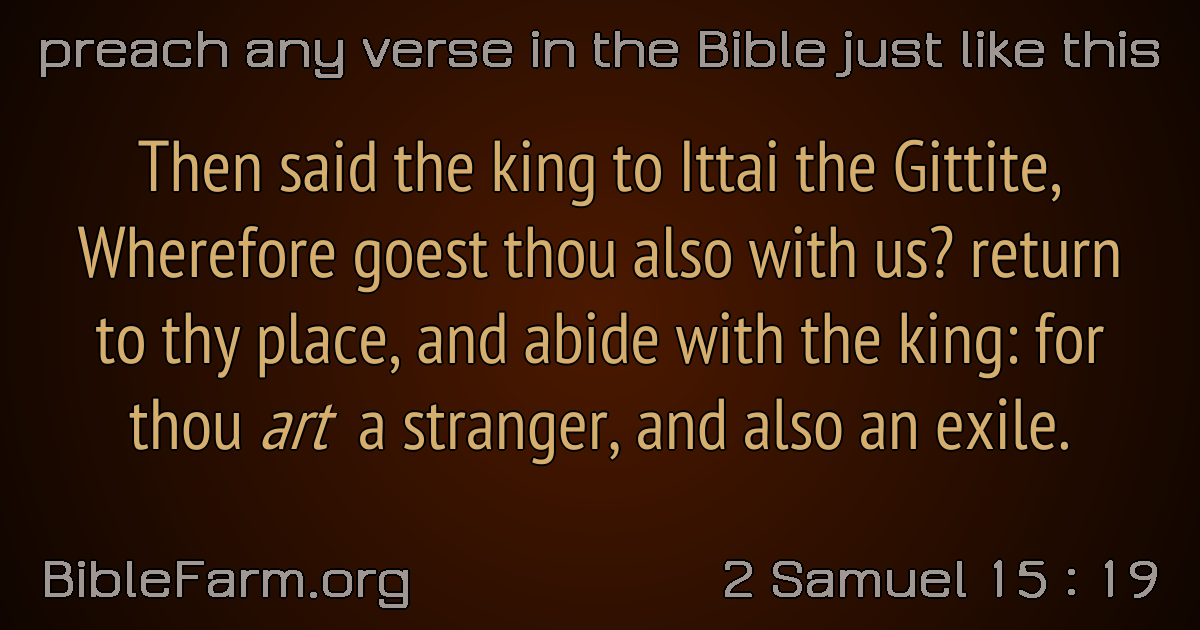 preach any verse in the Bible just like this
Then said the king to Ittai the Gittite,
Wherefore goest thou also with us? return
to thy place, and abide with the king: for
thou art a stranger, and also an exile.
BibleFarm.org
2 Samuel 15 : 19